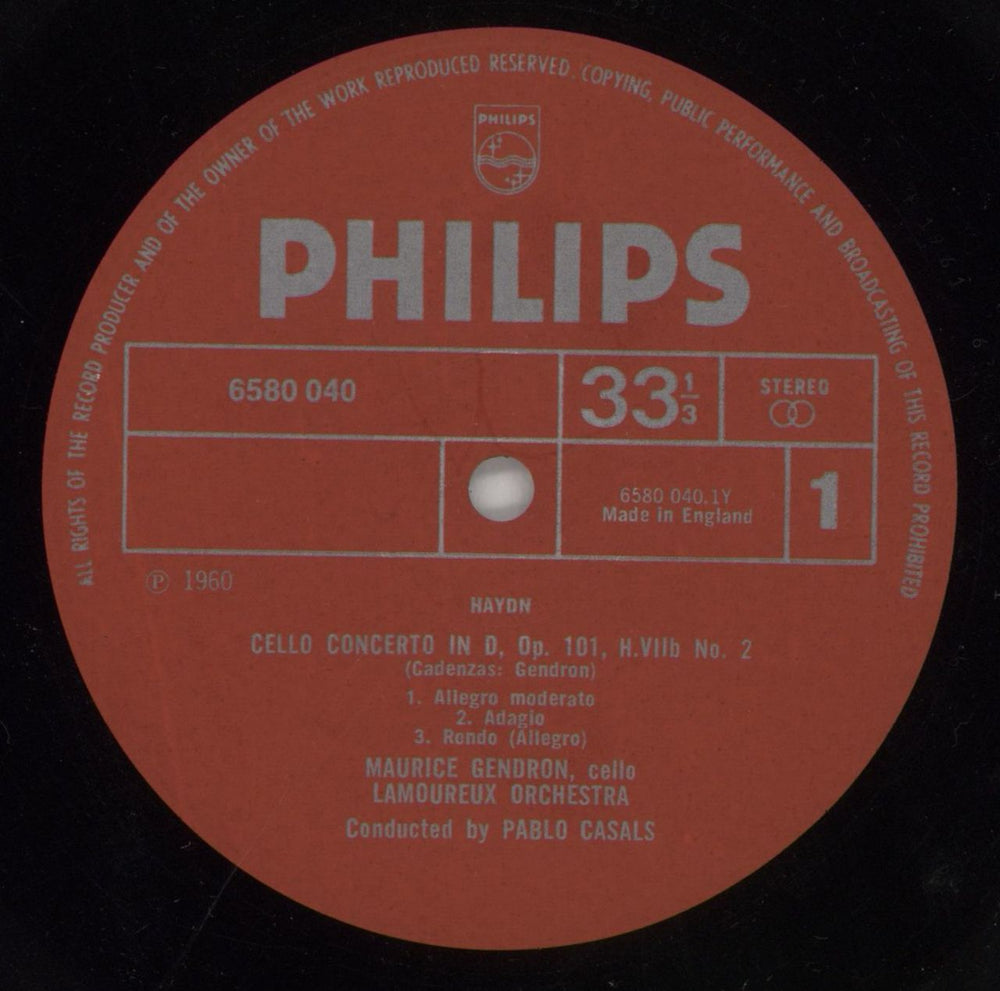 ALL RIGHTS OF THE RECORD PRODUCER AND OF THE OWNER OF THE WORK REPRODUCED RESERVED. COPYING, PUBLIC PERFORMANCE AND BROADCASTING OF THIS RECORD PROHIBITED
PHILIPS
PHILIPS
6580 040
33 1/3
STEREO
6580 040.1Y
Made in England
1
Ⓟ 1960
HAYDN
CELLO CONCERTO IN D, Op. 101, H.VIIb No. 2
(Cadenzas: Gendron)
1. Allegro moderato
2. Adagio
3. Rondo (Allegro)
MAURICE GENDRON, cello
LAMOUREUX ORCHESTRA
Conducted by PABLO CASALS